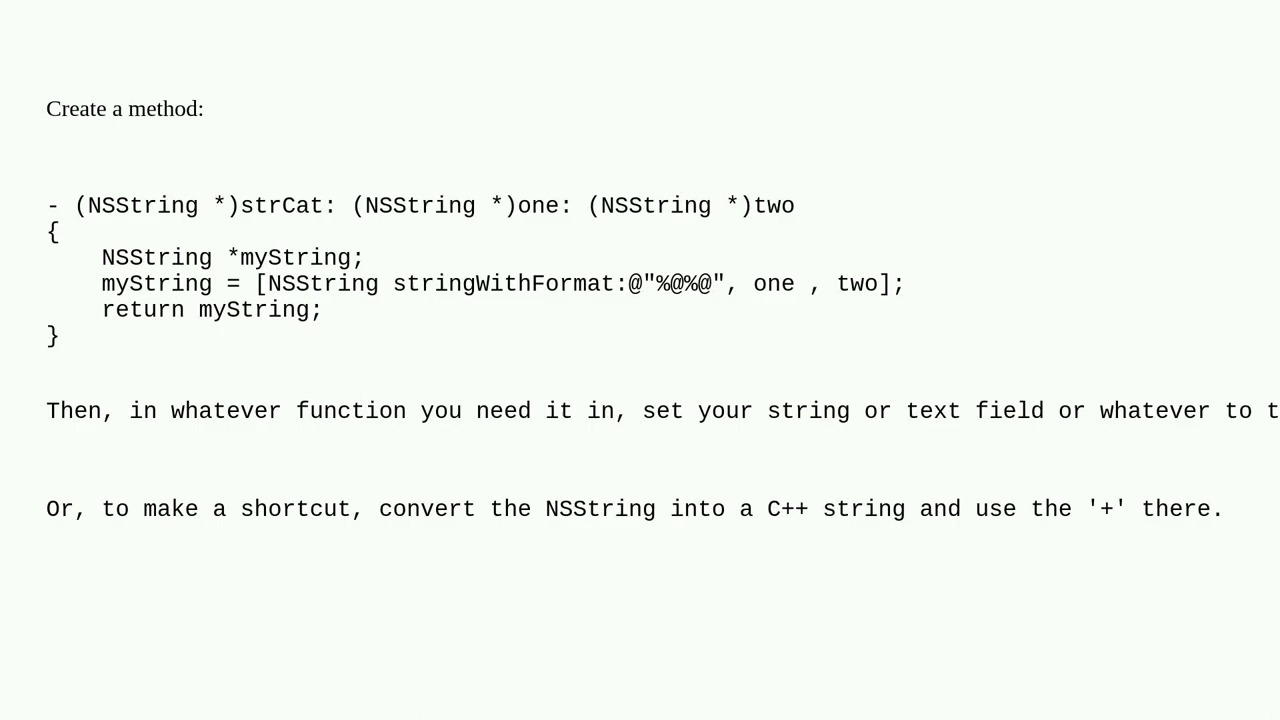 Create a method:
- (NSString *)strCat: (NSString *)one: (NSString *)two
{
    NSString *myString;
    myString = [NSString stringWithFormat:@"%@%@", one , two];
    return myString;
}
Then, in whatever function you need it in, set your string or text field or whatever to t
Or, to make a shortcut, convert the NSString into a C++ string and use the '+' there.